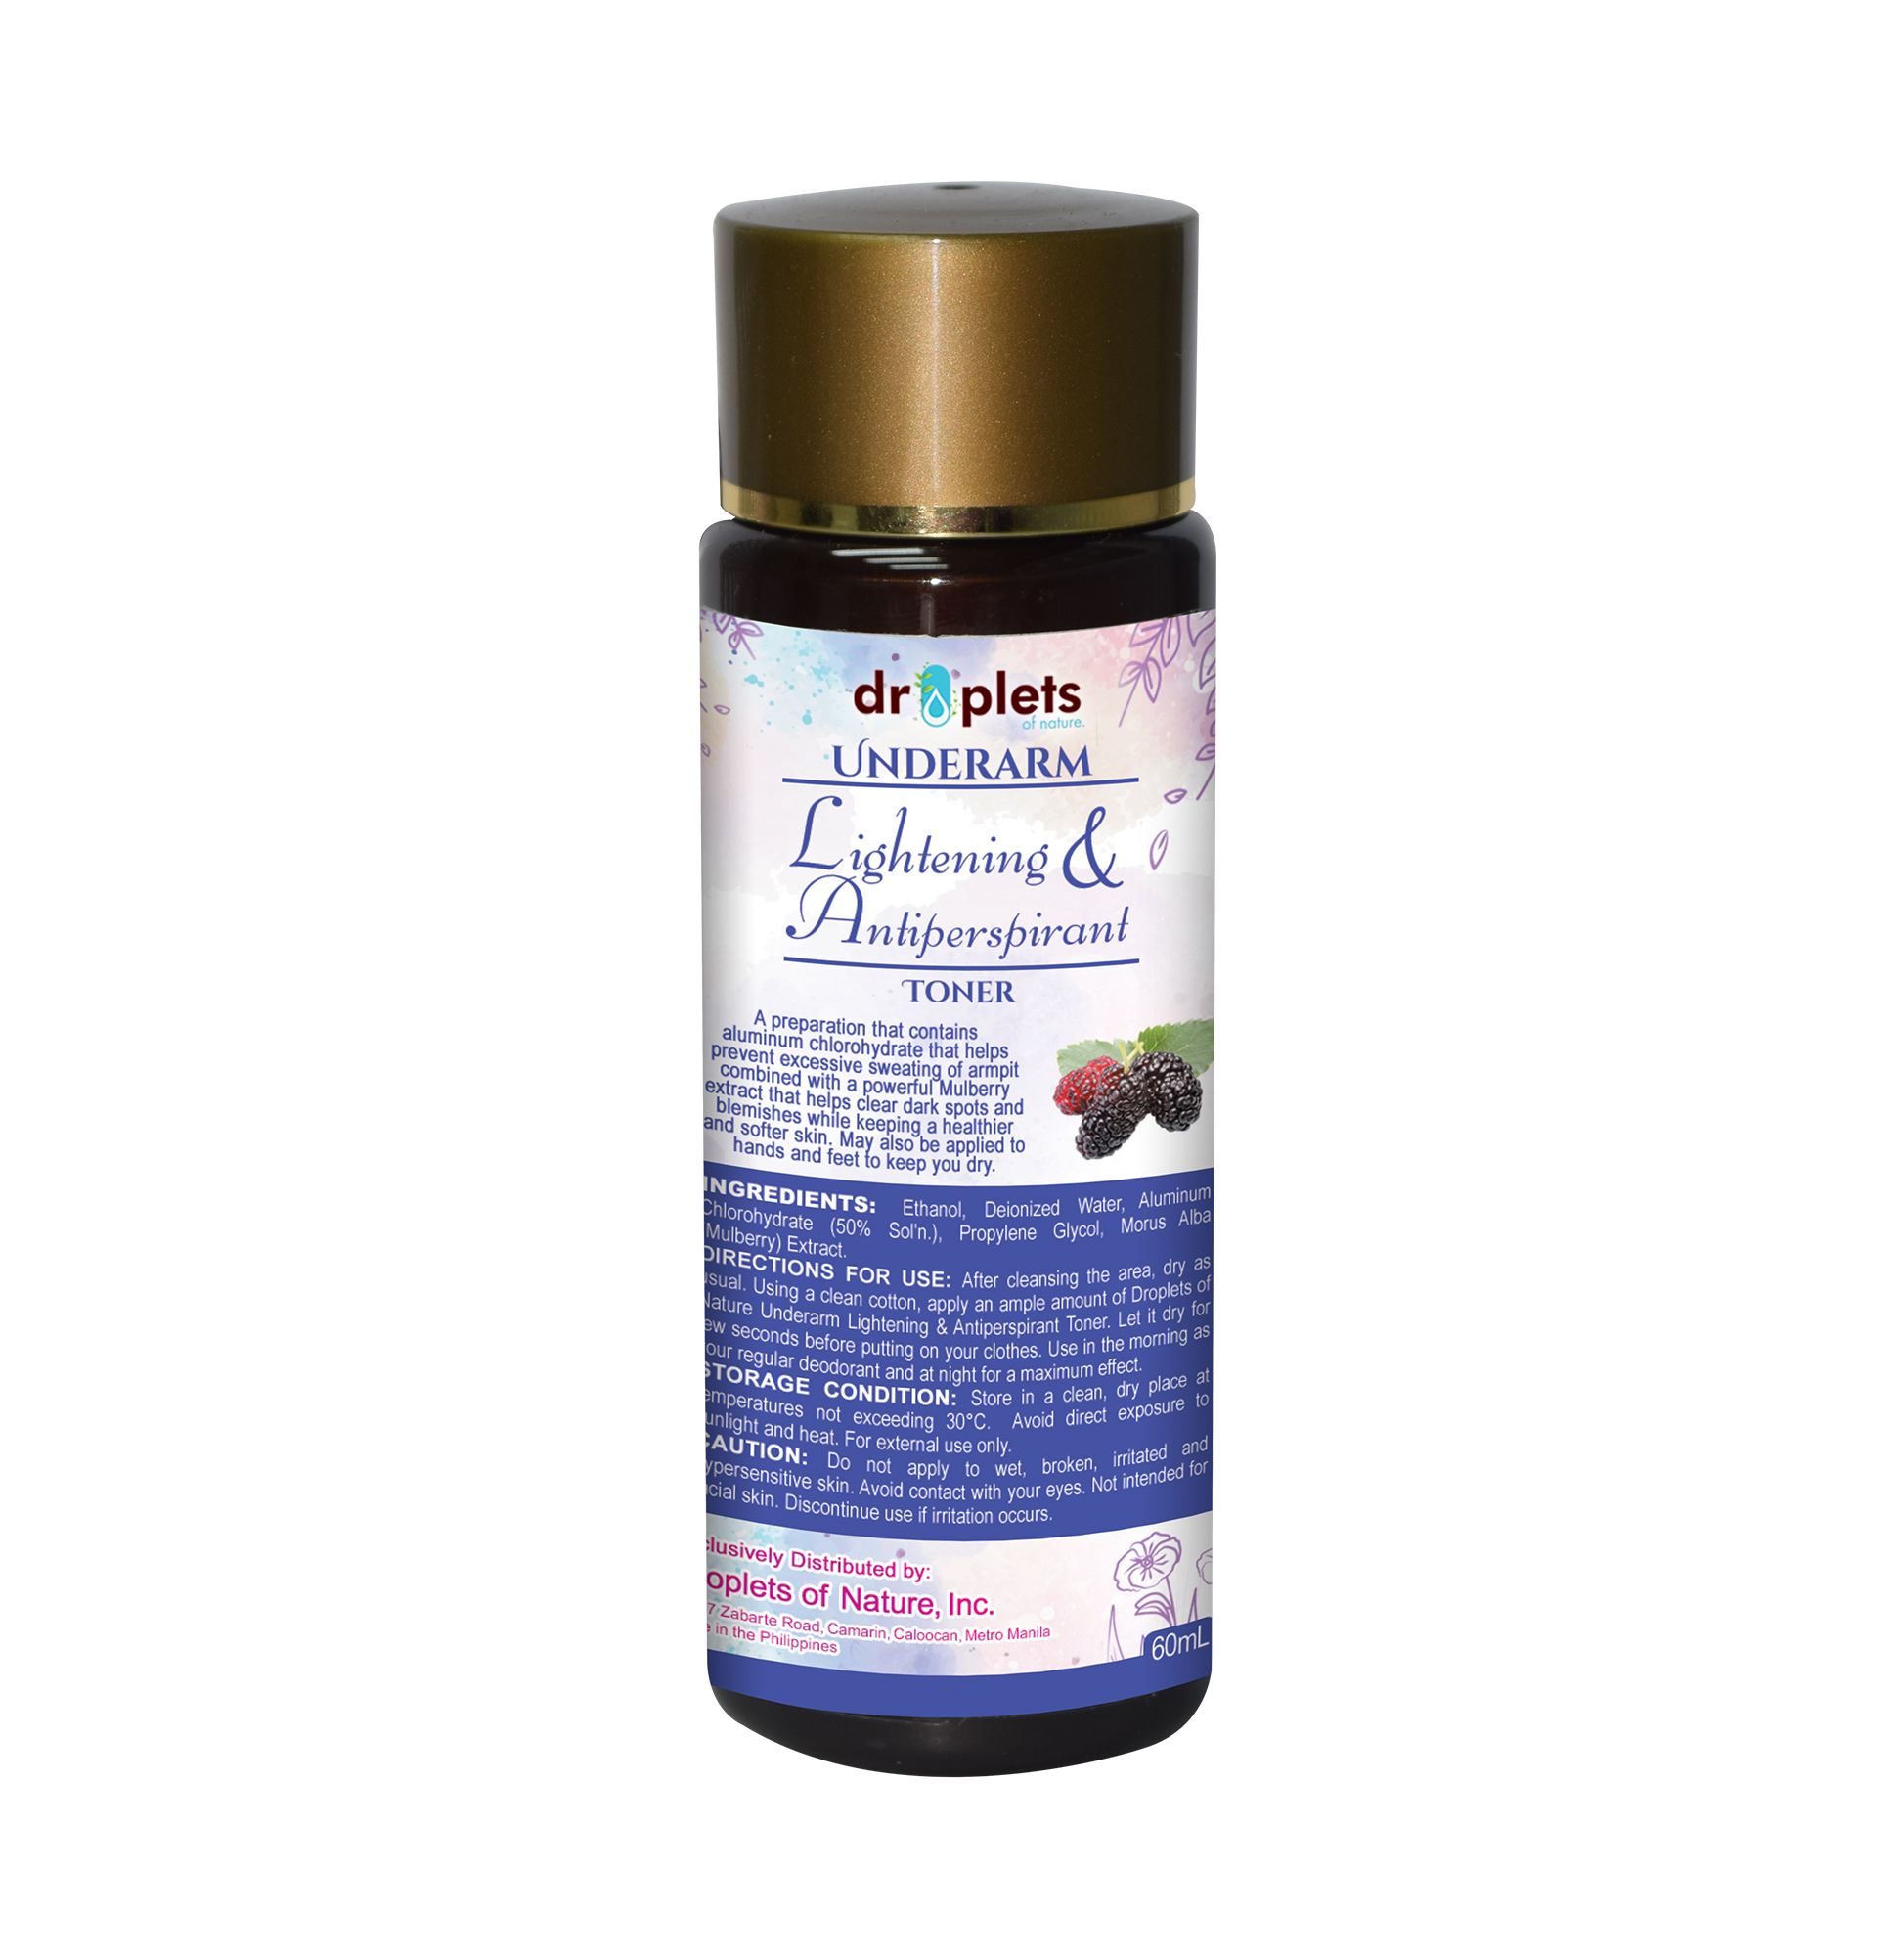 droplets
of nature.
UNDERARM
Lightening &
Antiperspirant
TONER
A preparation that contains
aluminum chlorohydrate that helps
prevent excessive sweating of armpit
combined with a powerful Mulberry
extract that helps clear dark spots and
blemishes while keeping a healthier
and softer skin. May also be applied to
hands and feet to keep you dry.
INGREDIENTS: Ethanol, Deionized Water, Aluminum
Chlorohydrate (50% Sol'n.), Propylene Glycol, Morus Alba
(Mulberry) Extract.
DIRECTIONS FOR USE: After cleansing the area, dry as
usual. Using a clean cotton, apply an ample amount of Droplets of
Nature Underarm Lightening & Antiperspirant Toner. Let it dry for
ew seconds before putting on your clothes. Use in the morning as
our regular deodorant and at night for a maximum effect.
STORAGE CONDITION: Store in a clean, dry place at
emperatures not exceeding 30°C. Avoid direct exposure to
unlight and heat. For external use only.
CAUTION: Do not apply to wet, broken, irritated and
ypersensitive skin. Avoid contact with your eyes. Not intended for
cial skin. Discontinue use if irritation occurs.
clusively Distributed by:
oplets of Nature, Inc.
7 Zabarte Road, Camarin, Caloocan, Metro Manila
e in the Philippines
60mL